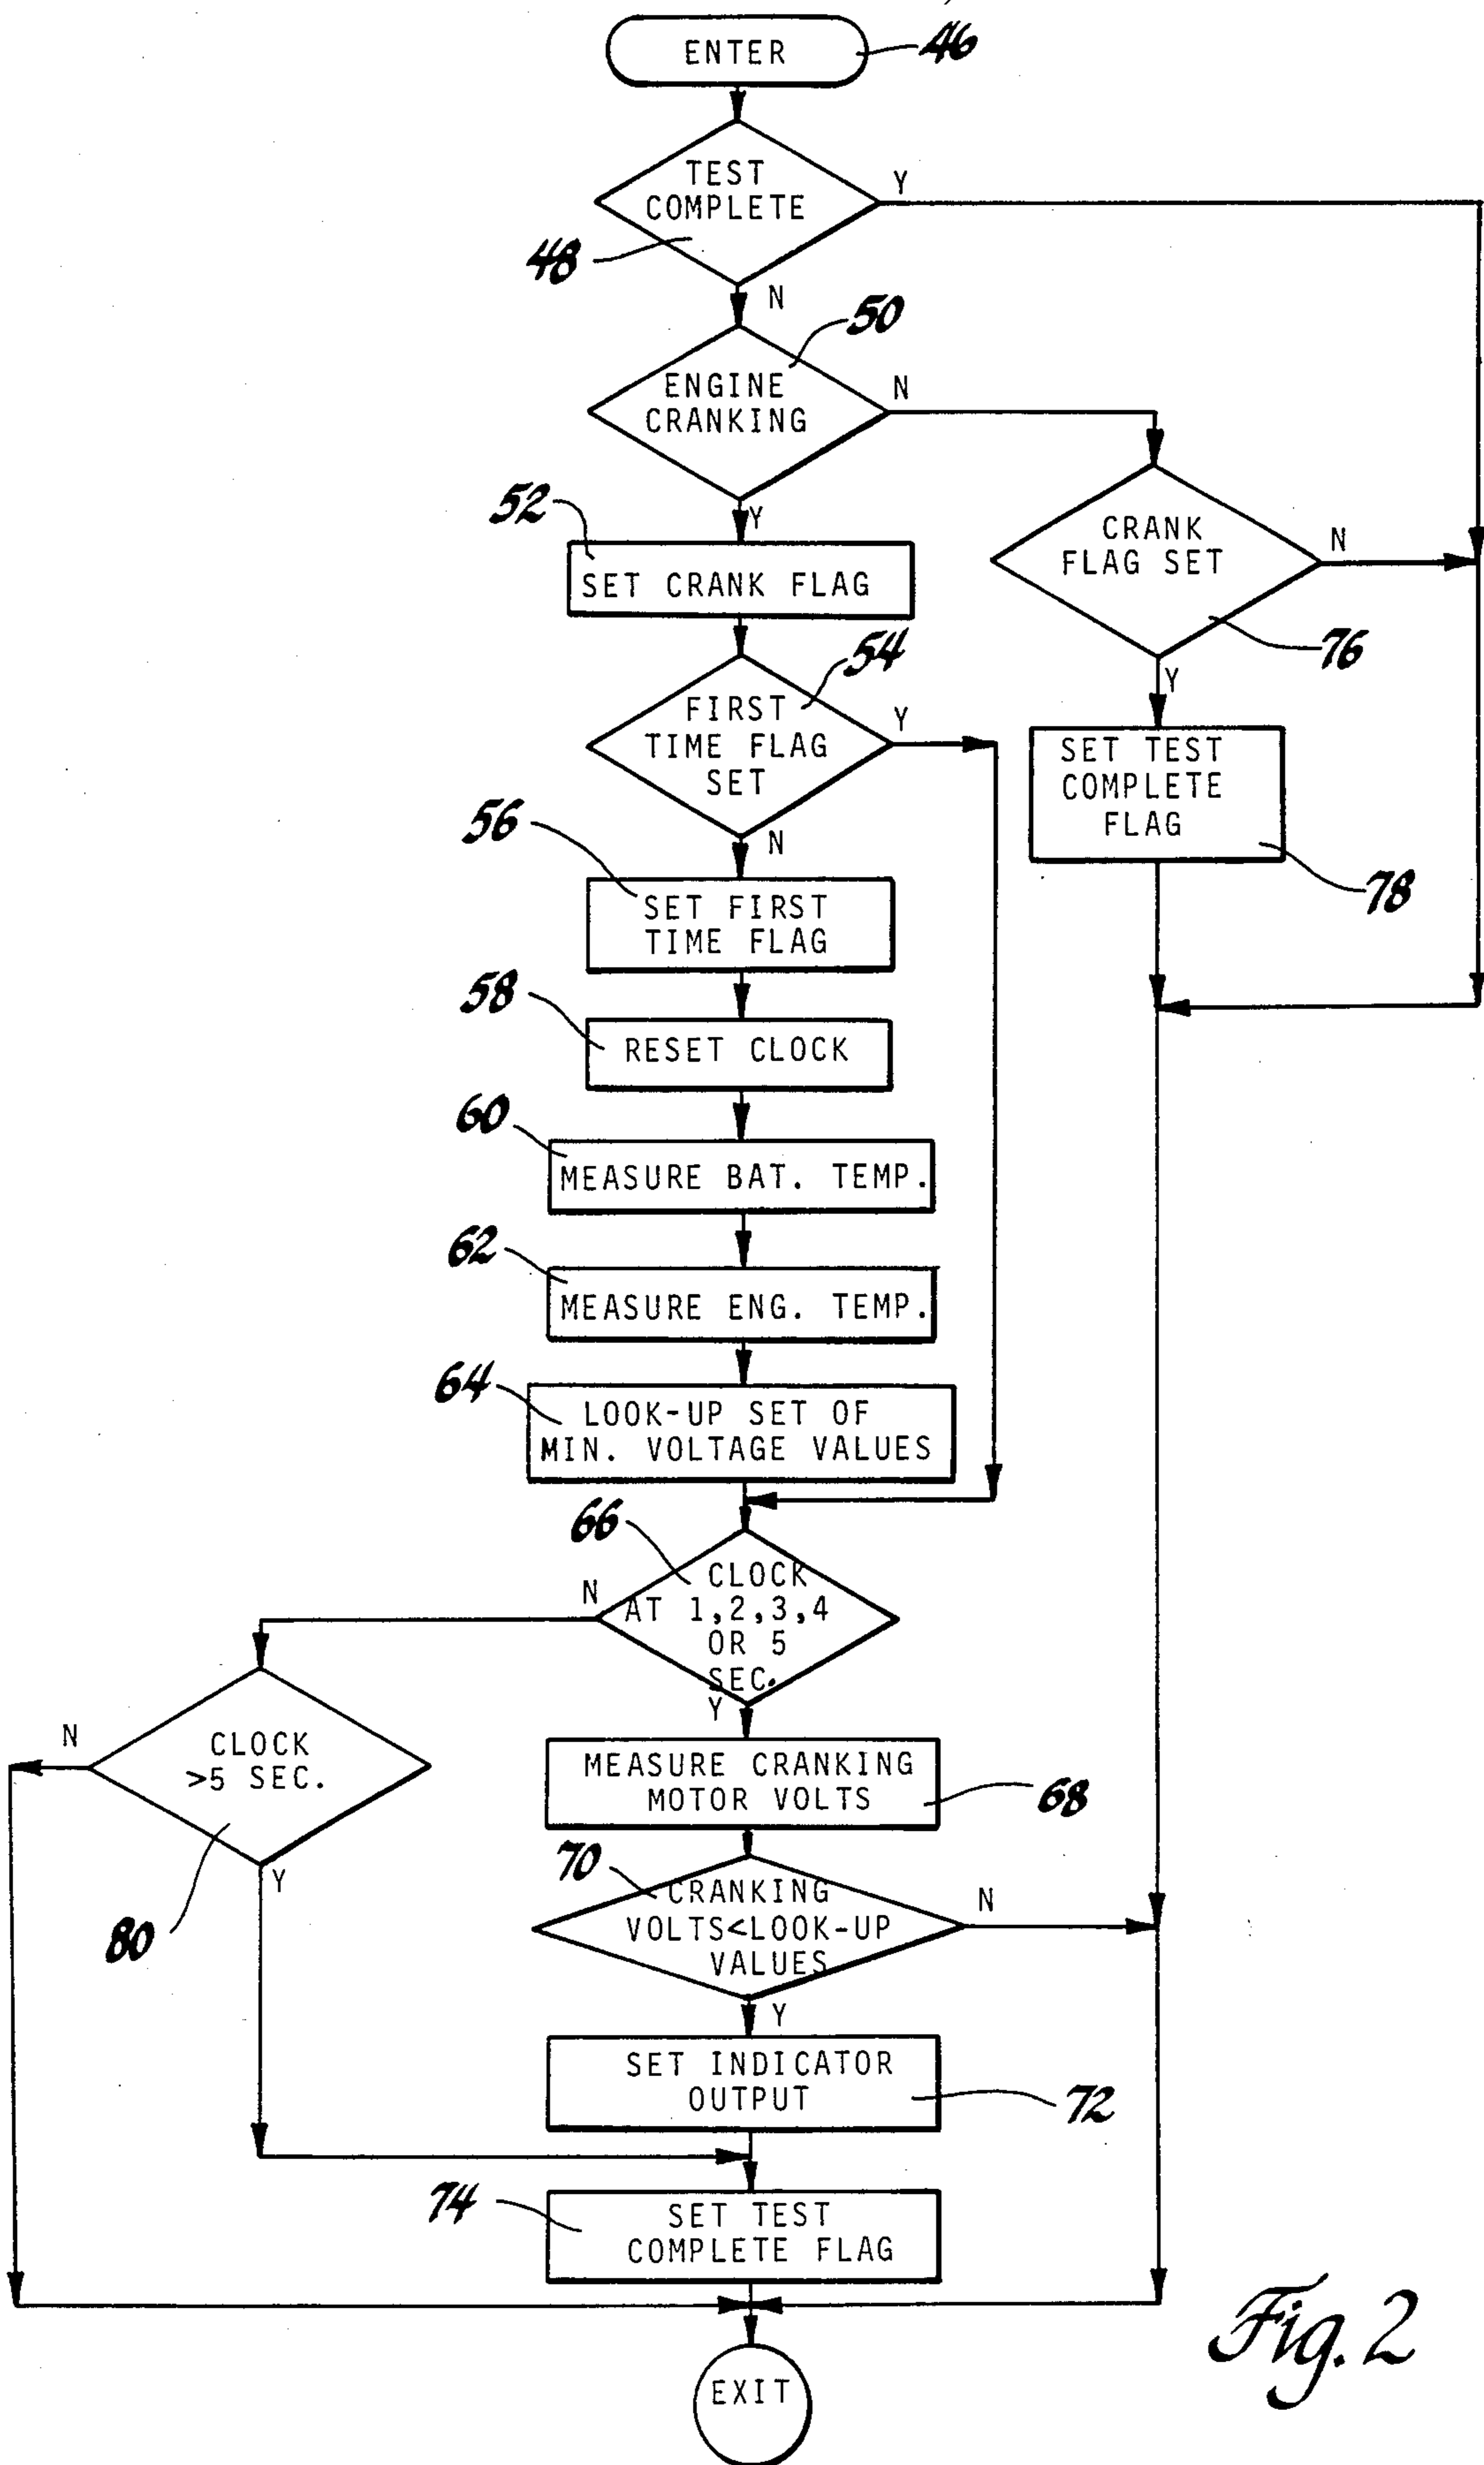 ENTER
46
TEST
COMPLETE
Y
48
N
50
ENGINE
CRANKING
N
Y
52
SET CRANK FLAG
CRANK
FLAG SET
N
76
Y
54
FIRST
TIME FLAG
SET
Y
N
SET TEST
COMPLETE
FLAG
78
56
SET FIRST
TIME FLAG
58
RESET CLOCK
60
MEASURE BAT. TEMP.
62
MEASURE ENG. TEMP.
64
LOOK-UP SET OF
MIN. VOLTAGE VALUES
66
CLOCK
AT 1,2,3,4
OR 5
SEC.
N
Y
N
CLOCK
>5 SEC.
80
Y
MEASURE CRANKING
MOTOR VOLTS
68
70
CRANKING
VOLTS<LOOK-UP
VALUES
N
Y
SET INDICATOR
OUTPUT
72
74
SET TEST
COMPLETE FLAG
EXIT
Fig. 2